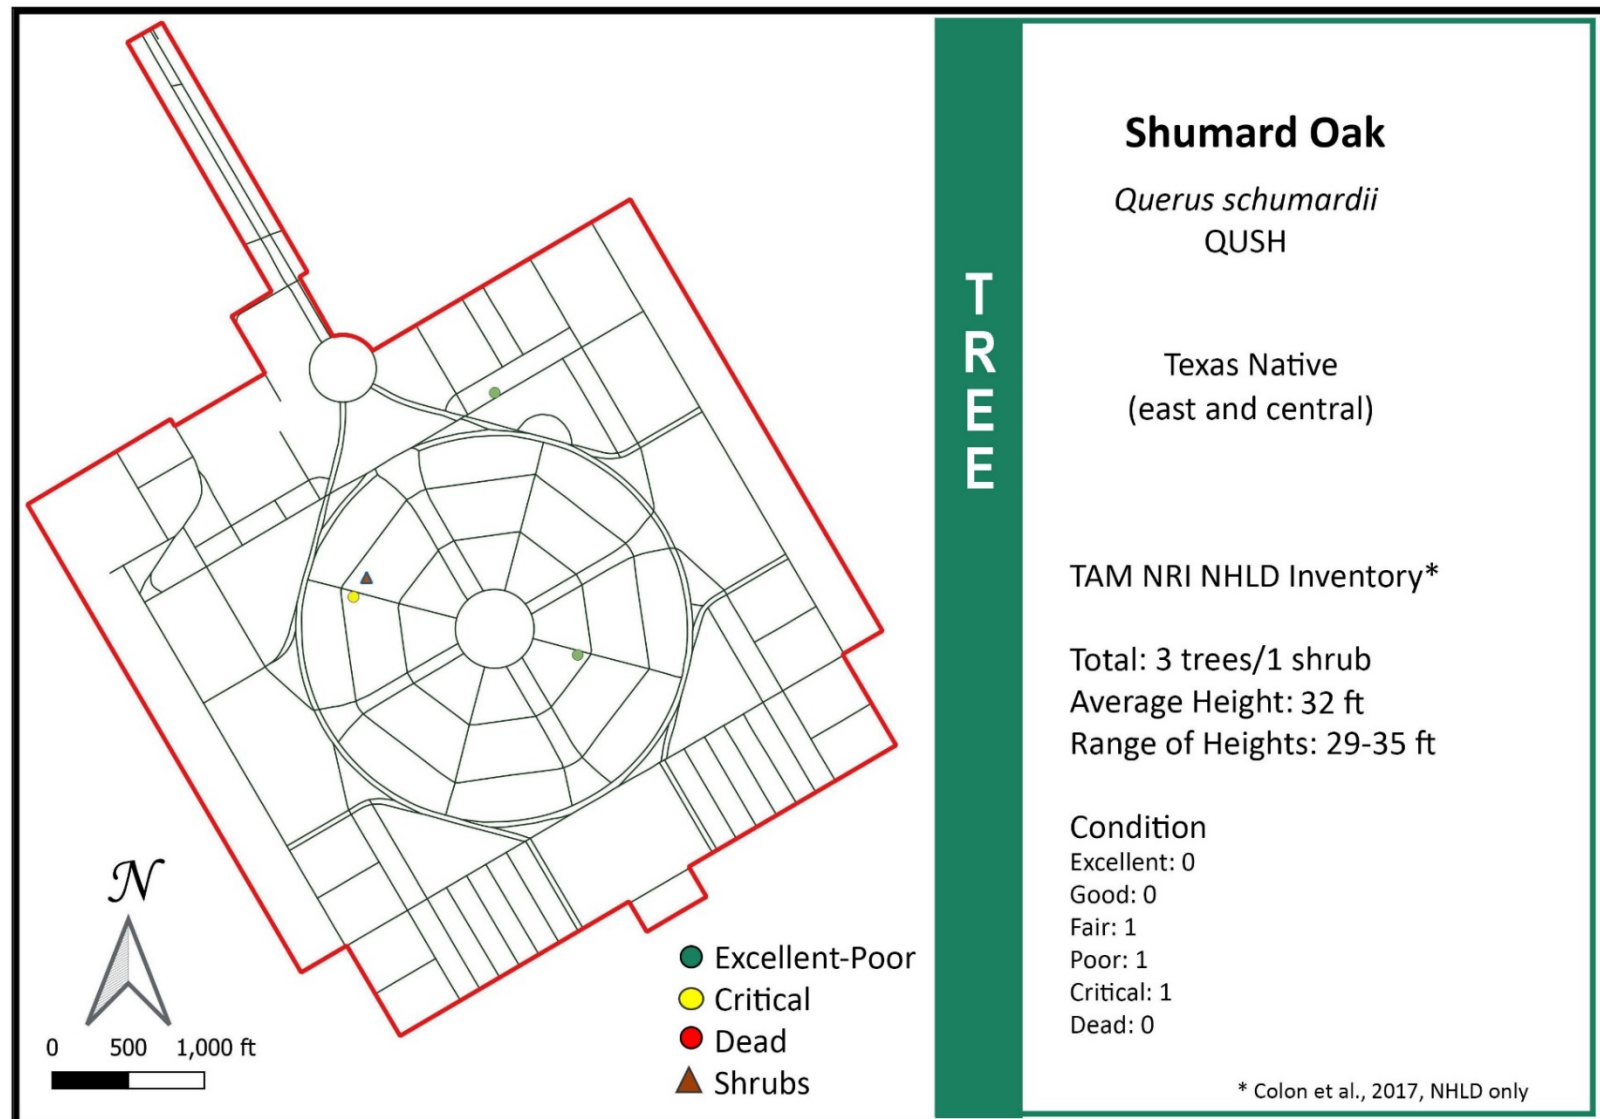 N
0 500 1,000 ft
Excellent-Poor
Critical
Dead
Shrubs
TREE
Shumard Oak
Querus schumardii
QUSH
Texas Native
(east and central)
TAM NRI NHLD Inventory*
Total: 3 trees/1 shrub
Average Height: 32 ft
Range of Heights: 29-35 ft
Condition
Excellent: 0
Good: 0
Fair: 1
Poor: 1
Critical: 1
Dead: 0
* Colon et al., 2017, NHLD only